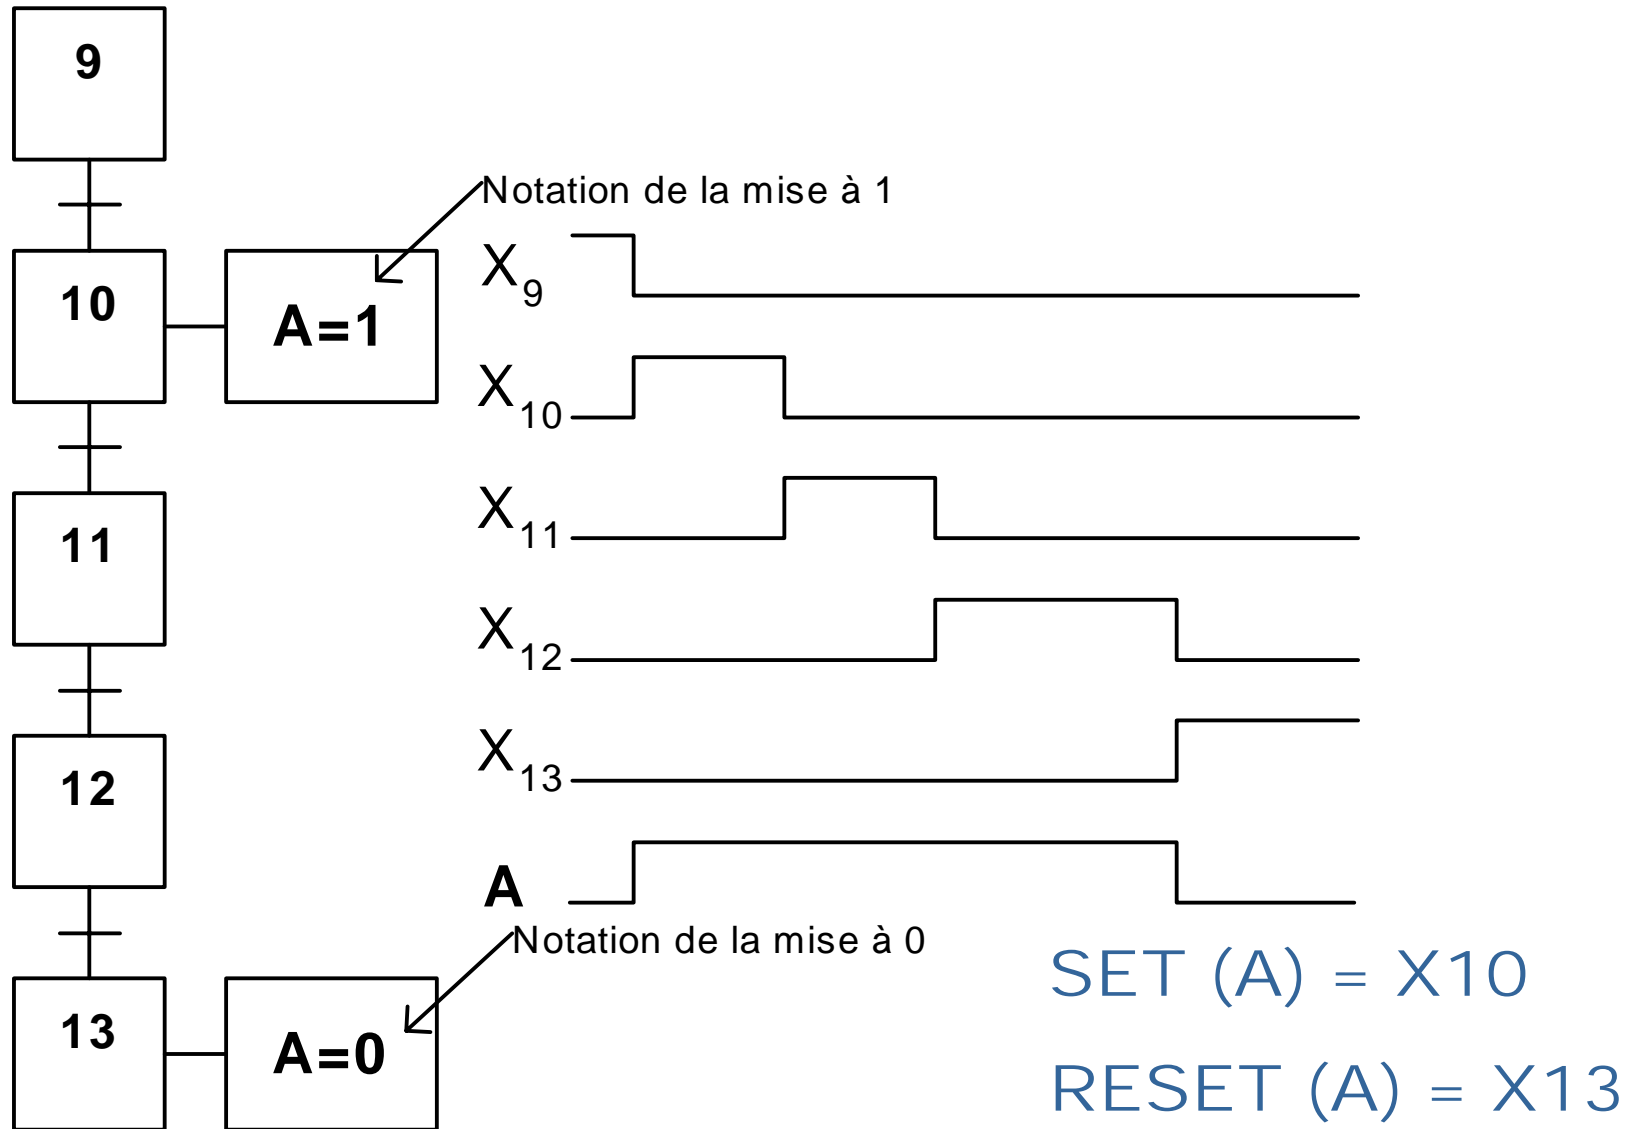 9
Notation de la mise à 1
10
A=1
X9
X10
11
X11
X12
12
X13
A
Notation de la mise à 0
13
A=0
SET (A) = X10
RESET (A) = X13